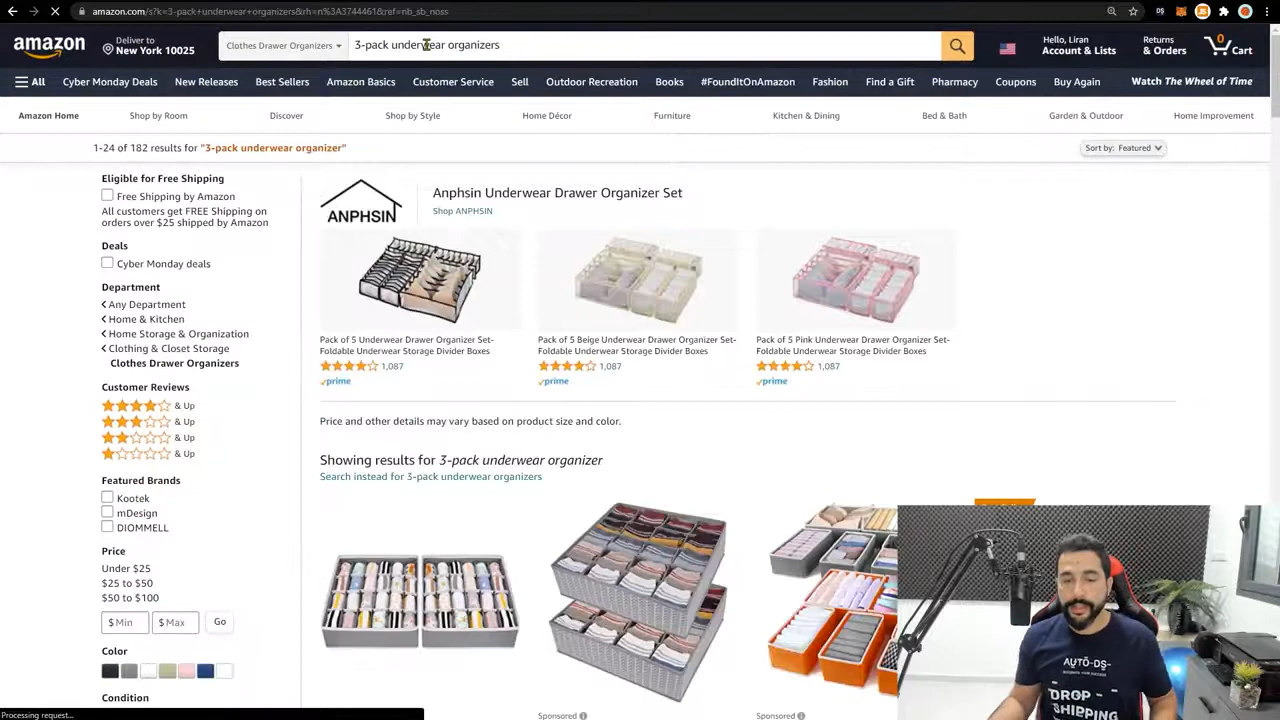 amazon.com/s?k=3-pack+underwear+organizers&rh=n%3A3744461&ref=nb_sb_noss
amazon
Deliver to
New York 10025
Clothes Drawer Organizers
3-pack underwear organizers
Hello, Liran
Account & Lists
Returns
& Orders
0
Cart
All
Cyber Monday Deals
New Releases
Best Sellers
Amazon Basics
Customer Service
Sell
Outdoor Recreation
Books
#FoundItOnAmazon
Fashion
Find a Gift
Pharmacy
Coupons
Buy Again
Watch The Wheel of Time
Amazon Home
Shop by Room
Discover
Shop by Style
Home Décor
Furniture
Kitchen & Dining
Bed & Bath
Garden & Outdoor
Home Improvement
1-24 of 182 results for "3-pack underwear organizer"
Sort by: Featured
Eligible for Free Shipping
Free Shipping by Amazon
All customers get FREE Shipping on
orders over $25 shipped by Amazon
Deals
Cyber Monday deals
Department
Any Department
Home & Kitchen
Home Storage & Organization
Clothing & Closet Storage
Clothes Drawer Organizers
Customer Reviews
& Up
& Up
& Up
& Up
Featured Brands
Kootek
mDesign
DIOMMELL
Price
Under $25
$25 to $50
$50 to $100
$ Min
$ Max
Go
Color
Condition
Processing request...
ANPHSIN
Anphsin Underwear Drawer Organizer Set
Shop ANPHSIN
Pack of 5 Underwear Drawer Organizer Set-
Foldable Underwear Storage Divider Boxes
1,087
prime
Pack of 5 Beige Underwear Drawer Organizer Set-
Foldable Underwear Storage Divider Boxes
1,087
prime
Pack of 5 Pink Underwear Drawer Organizer Set-
Foldable Underwear Storage Divider Boxes
1,087
prime
Price and other details may vary based on product size and color.
Showing results for 3-pack underwear organizer
Search instead for 3-pack underwear organizers
Sponsored
Sponsored
AUTO-DS-
DROP -
SHIPPING